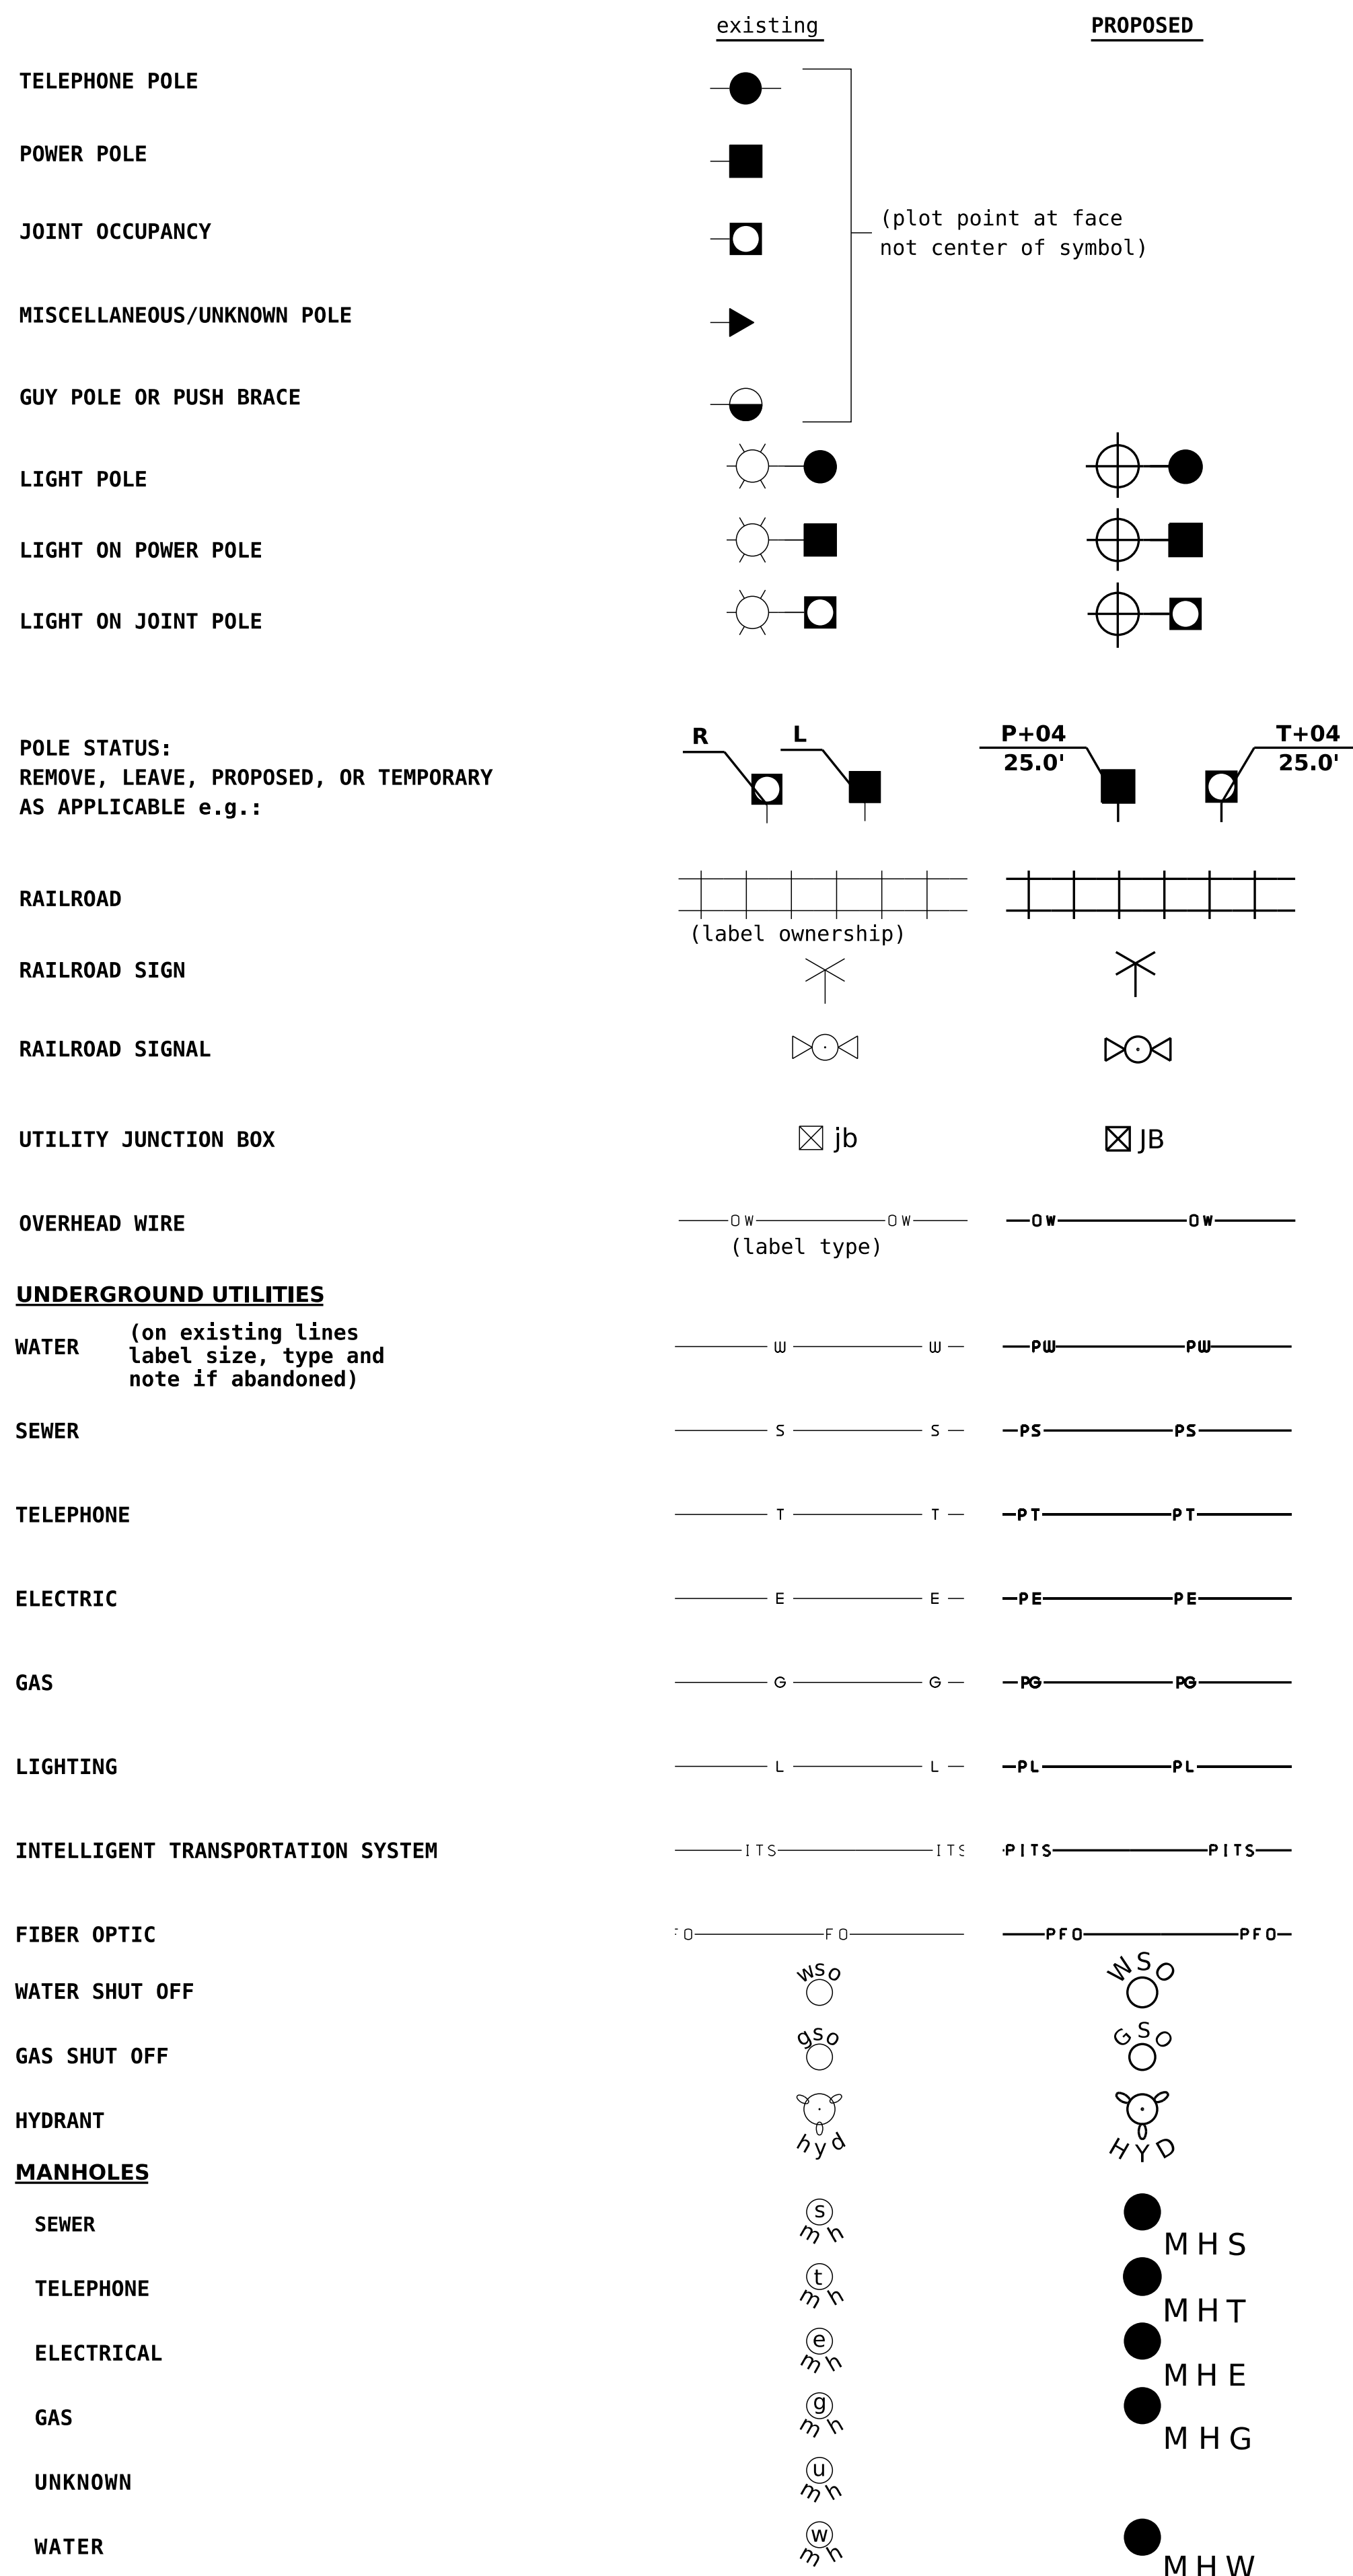 existing PROPOSED
TELEPHONE POLE
POWER POLE
JOINT OCCUPANCY
(plot point at face
not center of symbol)
MISCELLANEOUS/UNKNOWN POLE
GUY POLE OR PUSH BRACE
LIGHT POLE
LIGHT ON POWER POLE
LIGHT ON JOINT POLE
POLE STATUS:
REMOVE, LEAVE, PROPOSED, OR TEMPORARY
AS APPLICABLE e.g.:
R L P+04 T+04
25.0' 25.0'
RAILROAD
(label ownership)
RAILROAD SIGN
RAILROAD SIGNAL
UTILITY JUNCTION BOX jb JB
OVERHEAD WIRE OW OW OW OW
(label type)
UNDERGROUND UTILITIES
WATER (on existing lines
label size, type and
note if abandoned)
W W PW PW
SEWER S S PS PS
TELEPHONE T T PT PT
ELECTRIC E E PE PE
GAS G G PG PG
LIGHTING L L PL PL
INTELLIGENT TRANSPORTATION SYSTEM ITS ITS PITS PITS
FIBER OPTIC FO FO PFO PFO
WATER SHUT OFF wso WSO
GAS SHUT OFF gso GSO
HYDRANT hyd HYD
MANHOLES
SEWER s mh MHS
TELEPHONE t mh MHT
ELECTRICAL e mh MHE
GAS g mh MHG
UNKNOWN u mh
WATER w mh MHW